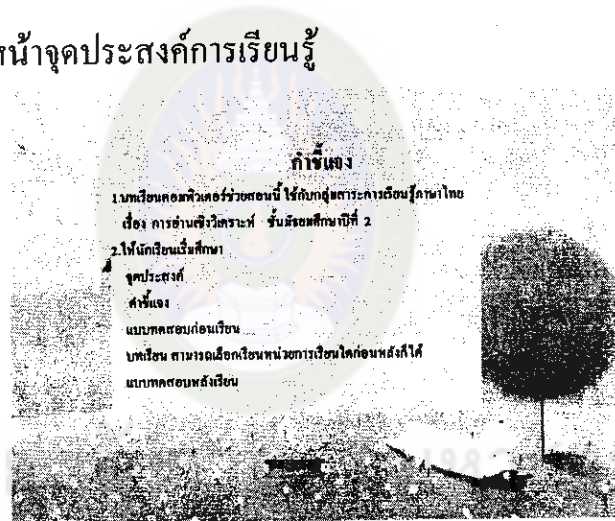 หน้าจุดประสงค์การเรียนรู้
คำชี้แจง
1.บทเรียนคอมพิวเตอร์ช่วยสอนนี้ ใช้กับกลุ่มสาระการเรียนรู้ภาษาไทย
เรื่อง การอ่านเชิงวิเคราะห์ ชั้นมัธยมศึกษาปีที่ 2
2.ให้นักเรียนเริ่มศึกษา
จุดประสงค์
คำชี้แจง
แบบทดสอบก่อนเรียน
บทเรียน สามารถเลือกเรียนหน่วยการเรียนใดก่อนหลังก็ได้
แบบทดสอบหลังเรียน